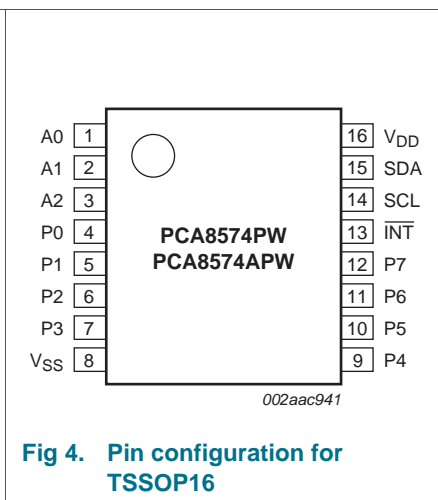 A0 1
A1 2
A2 3
P0 4
P1 5
P2 6
P3 7
VSS 8
PCA8574PW
PCA8574APW
16 VDD
15 SDA
14 SCL
13 INT
12 P7
11 P6
10 P5
9 P4
002aac941
Fig 4. Pin configuration for
TSSOP16